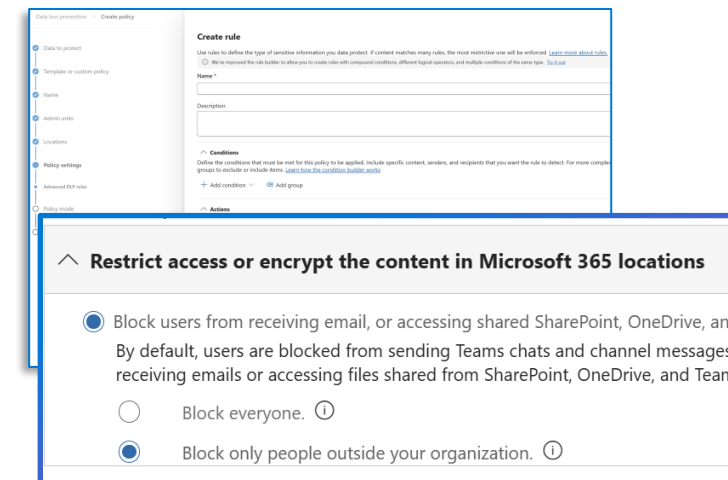 Data loss prevention > Create policy
Data to protect
Template or custom policy
Name
Admin units
Locations
Policy settings
Advanced DLP rules
Policy mode
Create rule
Use rules to define the type of sensitive information you data protect. If content matches many rules, the most restrictive one will be enforced. Learn more about rules.
We've improved the rule builder to allow you to create rules with compound conditions, different logical operators, and multiple conditions of the same type. Try it out
Name *
Description
Conditions
Define the conditions that must be met for this policy to be applied. Include specific content, senders, and recipients that you want the rule to detect. For more
groups to exclude or include items. Learn how the condition builder works
Add condition
Add group
Actions
Restrict access or encrypt the content in Microsoft 365 locations
Block users from receiving email, or accessing shared SharePoint, OneDrive,
By default, users are blocked from sending Teams chats and channel messages
receiving emails or accessing files shared from SharePoint, OneDrive, and
Block everyone.
Block only people outside your organization.